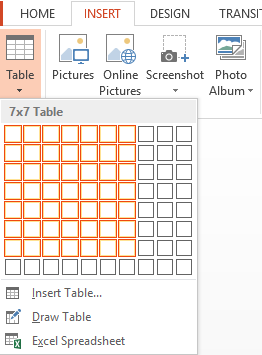 HOME INSERT DESIGN TRANSIT
Table Pictures Online Pictures Screenshot Photo Album
7x7 Table
Insert Table...
Draw Table
Excel Spreadsheet